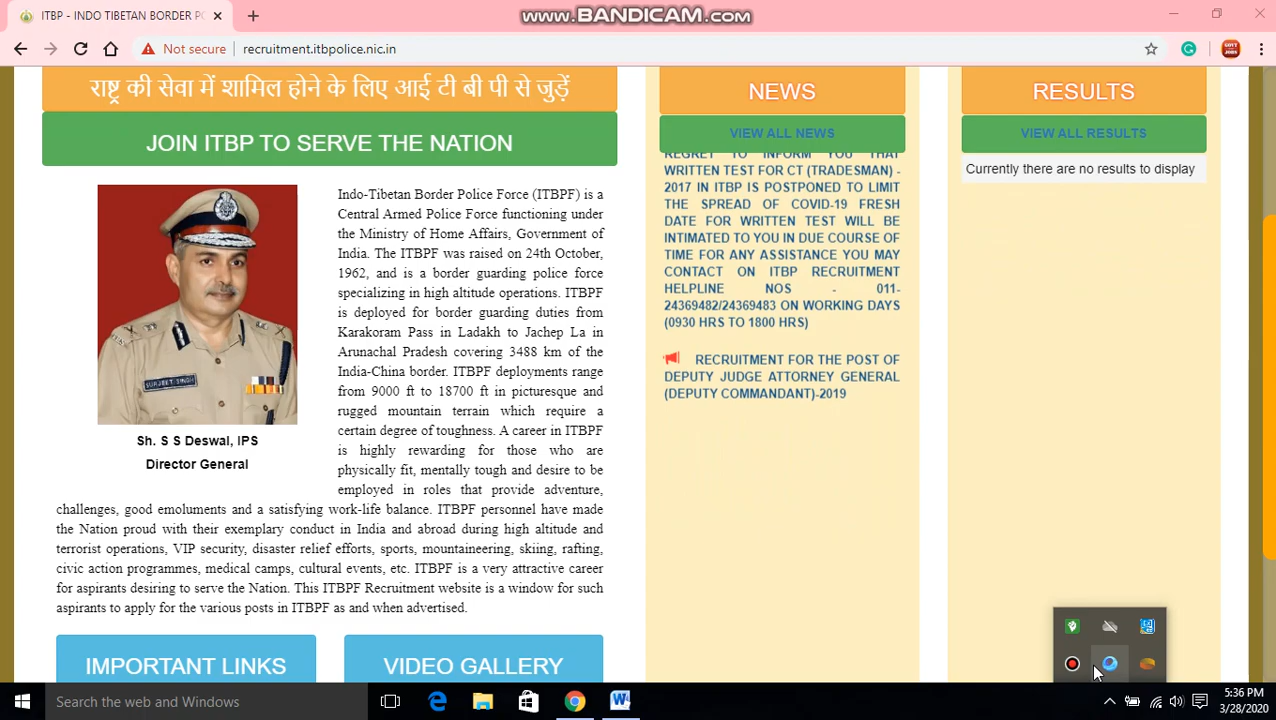 ITBP - INDO TIBETAN BORDER PO
www.BANDICAM.com
Not secure
recruitment.itbpolice.nic.in
राष्ट्र की सेवा में शामिल होने के लिए आई टी बी पी से जुड़ें
JOIN ITBP TO SERVE THE NATION
SURJEET SINGH
Sh. S S Deswal, IPS
Director General
Indo-Tibetan Border Police Force (ITBPF) is a
Central Armed Police Force functioning under
the Ministry of Home Affairs, Government of
India. The ITBPF was raised on 24th October,
1962, and is a border guarding police force
specializing in high altitude operations. ITBPF
is deployed for border guarding duties from
Karakoram Pass in Ladakh to Jachep La in
Arunachal Pradesh covering 3488 km of the
India-China border. ITBPF deployments range
from 9000 ft to 18700 ft in picturesque and
rugged mountain terrain which require a
certain degree of toughness. A career in ITBPF
is highly rewarding for those who are
physically fit, mentally tough and desire to be
employed in roles that provide adventure,
challenges, good emoluments and a satisfying work-life balance. ITBPF personnel have made
the Nation proud with their exemplary conduct in India and abroad during high altitude and
terrorist operations, VIP security, disaster relief efforts, sports, mountaineering, skiing, rafting,
civic action programmes, medical camps, cultural events, etc. ITBPF is a very attractive career
for aspirants desiring to serve the Nation. This ITBPF Recruitment website is a window for such
aspirants to apply for the various posts in ITBPF as and when advertised.
IMPORTANT LINKS
VIDEO GALLERY
NEWS
VIEW ALL NEWS
REGRET TO INFORM YOU THAT
WRITTEN TEST FOR CT (TRADESMAN) -
2017 IN ITBP IS POSTPONED TO LIMIT
THE SPREAD OF COVID-19 FRESH
DATE FOR WRITTEN TEST WILL BE
INTIMATED TO YOU IN DUE COURSE OF
TIME FOR ANY ASSISTANCE YOU MAY
CONTACT ON ITBP RECRUITMENT
HELPLINE NOS - 011-
24369482/24369483 ON WORKING DAYS
(0930 HRS TO 1800 HRS)
RECRUITMENT FOR THE POST OF
DEPUTY JUDGE ATTORNEY GENERAL
(DEPUTY COMMANDANT)-2019
RESULTS
VIEW ALL RESULTS
Currently there are no results to display
Search the web and Windows
5:36 PM
3/28/2020